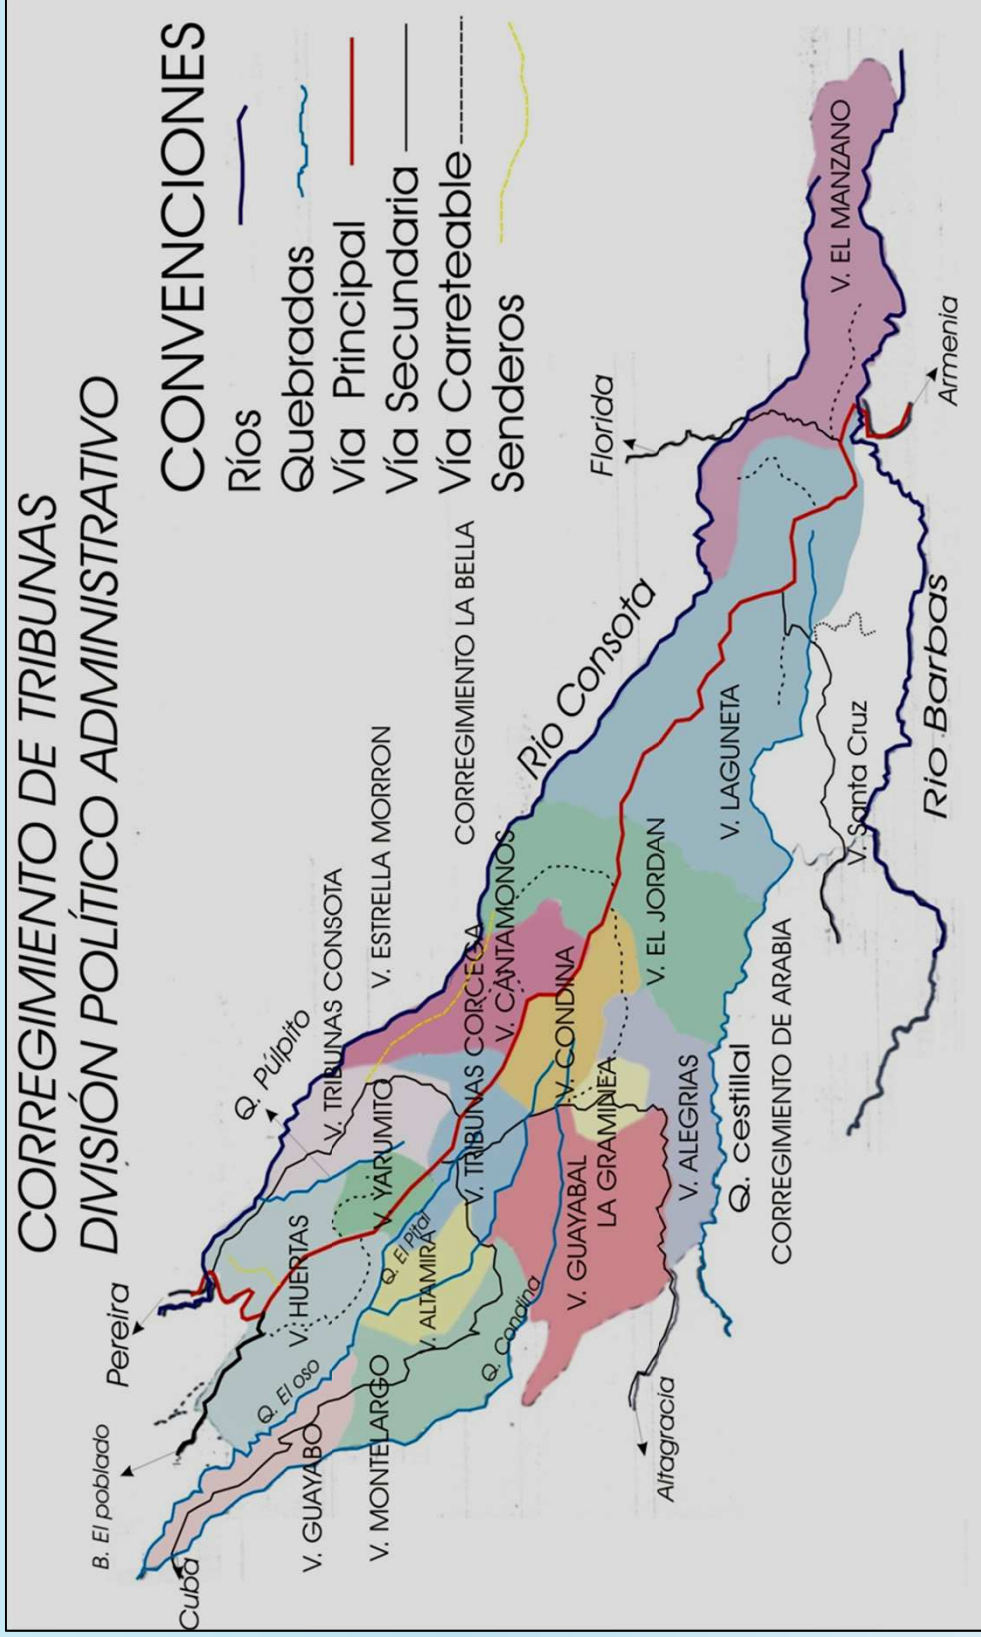 CORREGIMIENTO DE TRIBUNAS
DIVISIÓN POLÍTICO ADMINISTRATIVO
CONVENCIONES
Ríos
Quebradas
Vía Principal
Vía Secundaria
Vía Carreteable
Senderos
B. El poblado
Pereira
Cuba
Q. Púlpito
V. TRIBUNAS CONSOTA
V. ESTRELLA MORRON
CORREGIMIENTO LA BELLA
Rio Consota
Florida
V. EL MANZANO
Armenia
V. HUERTAS
V. YARUMITO
V. TRIBUNAS CORCEGA
V. CANTAMONOS
Q. El oso
Q. El Pital
V. GUAYABO
V. MONTELARGO
V. ALTAMIRA
Q. Condina
V. CONDINA
V. GUAYABAL
LA GRAMINEA
V. EL JORDAN
V. LAGUNETA
V. ALEGRIAS
Q. cestillal
CORREGIMIENTO DE ARABIA
V. Santa Cruz
Rio Barbas
Altagracia